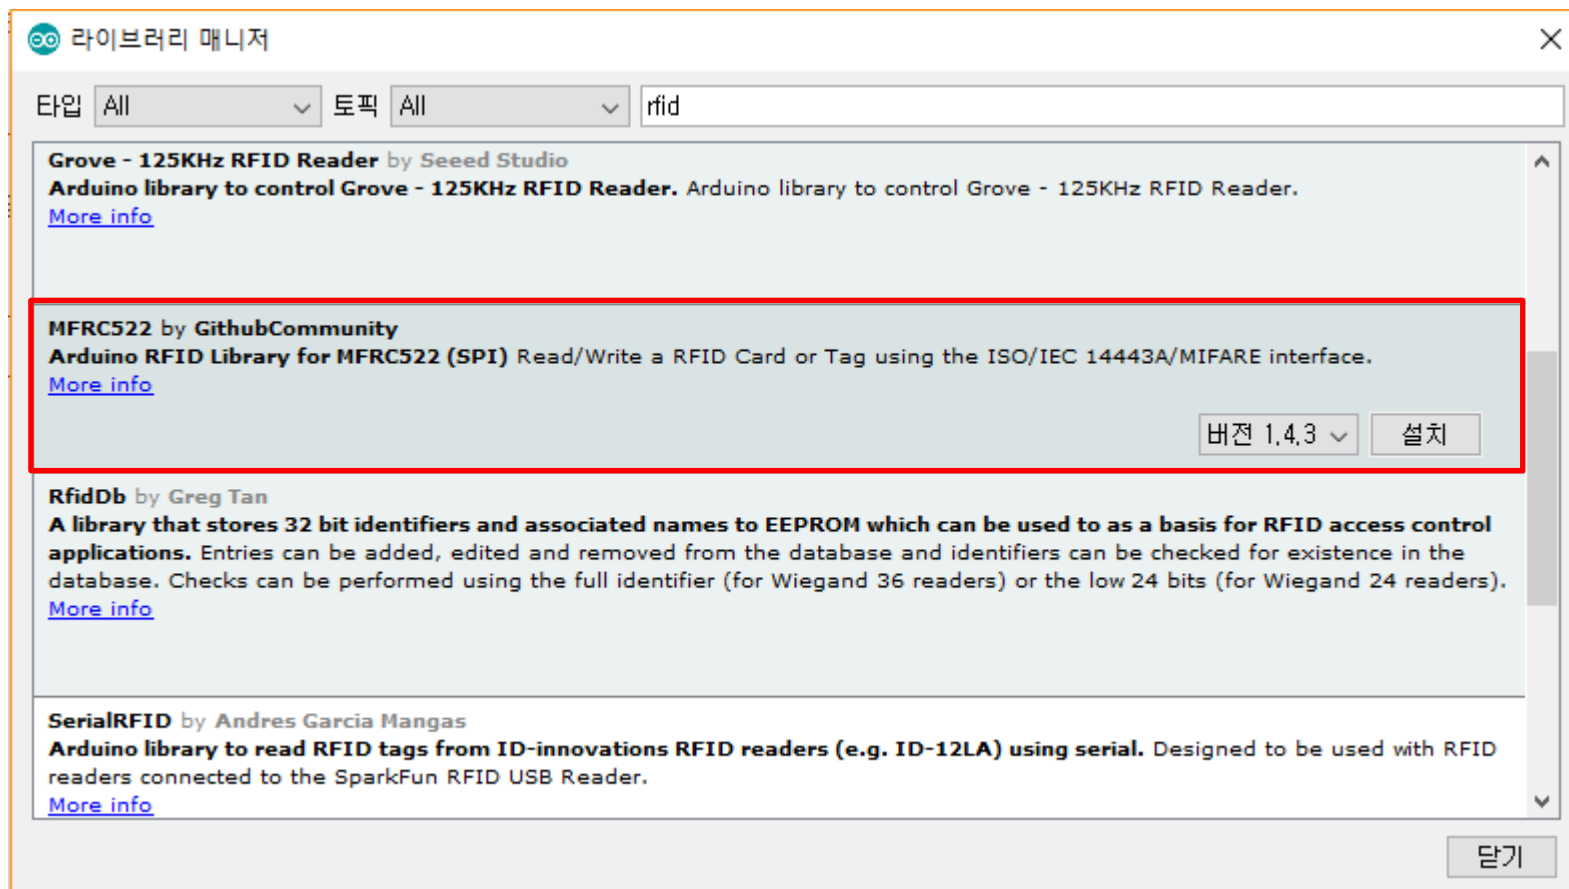 라이브러리 매니저
타입 All 토픽 All rfid
Grove - 125KHz RFID Reader by Seeed Studio
Arduino library to control Grove - 125KHz RFID Reader. Arduino library to control Grove - 125KHz RFID Reader.
More info
MFRC522 by GithubCommunity
Arduino RFID Library for MFRC522 (SPI) Read/Write a RFID Card or Tag using the ISO/IEC 14443A/MIFARE interface.
More info
버전 1.4.3 설치
RfidDb by Greg Tan
A library that stores 32 bit identifiers and associated names to EEPROM which can be used to as a basis for RFID access control
applications. Entries can be added, edited and removed from the database and identifiers can be checked for existence in the
database. Checks can be performed using the full identifier (for Wiegand 36 readers) or the low 24 bits (for Wiegand 24 readers).
More info
SerialRFID by Andres Garcia Mangas
Arduino library to read RFID tags from ID-innovations RFID readers (e.g. ID-12LA) using serial. Designed to be used with RFID
readers connected to the SparkFun RFID USB Reader.
More info
닫기